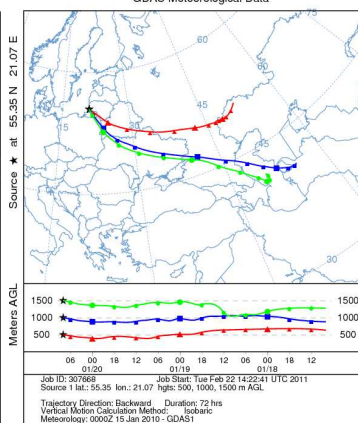 GDAS Meteorological Data
Source ★ at 55.35 N 21.07 E
75
60
60
45
45
30
15
30
Meters AGL
1500
1000
500
1500
1000
500
06 00 18 12 06 00 18 12 06 00 18 12
01/20 01/19 01/18
Job ID: 307668 Job Start: Tue Feb 22 14:22:41 UTC 2011
Source 1 lat.: 55.35 lon.: 21.07 hgts: 500, 1000, 1500 m AGL
Trajectory Direction: Backward Duration: 72 hrs
Vertical Motion Calculation Method: Isobaric
Meteorology: 0000Z 15 Jan 2010 - GDAS1